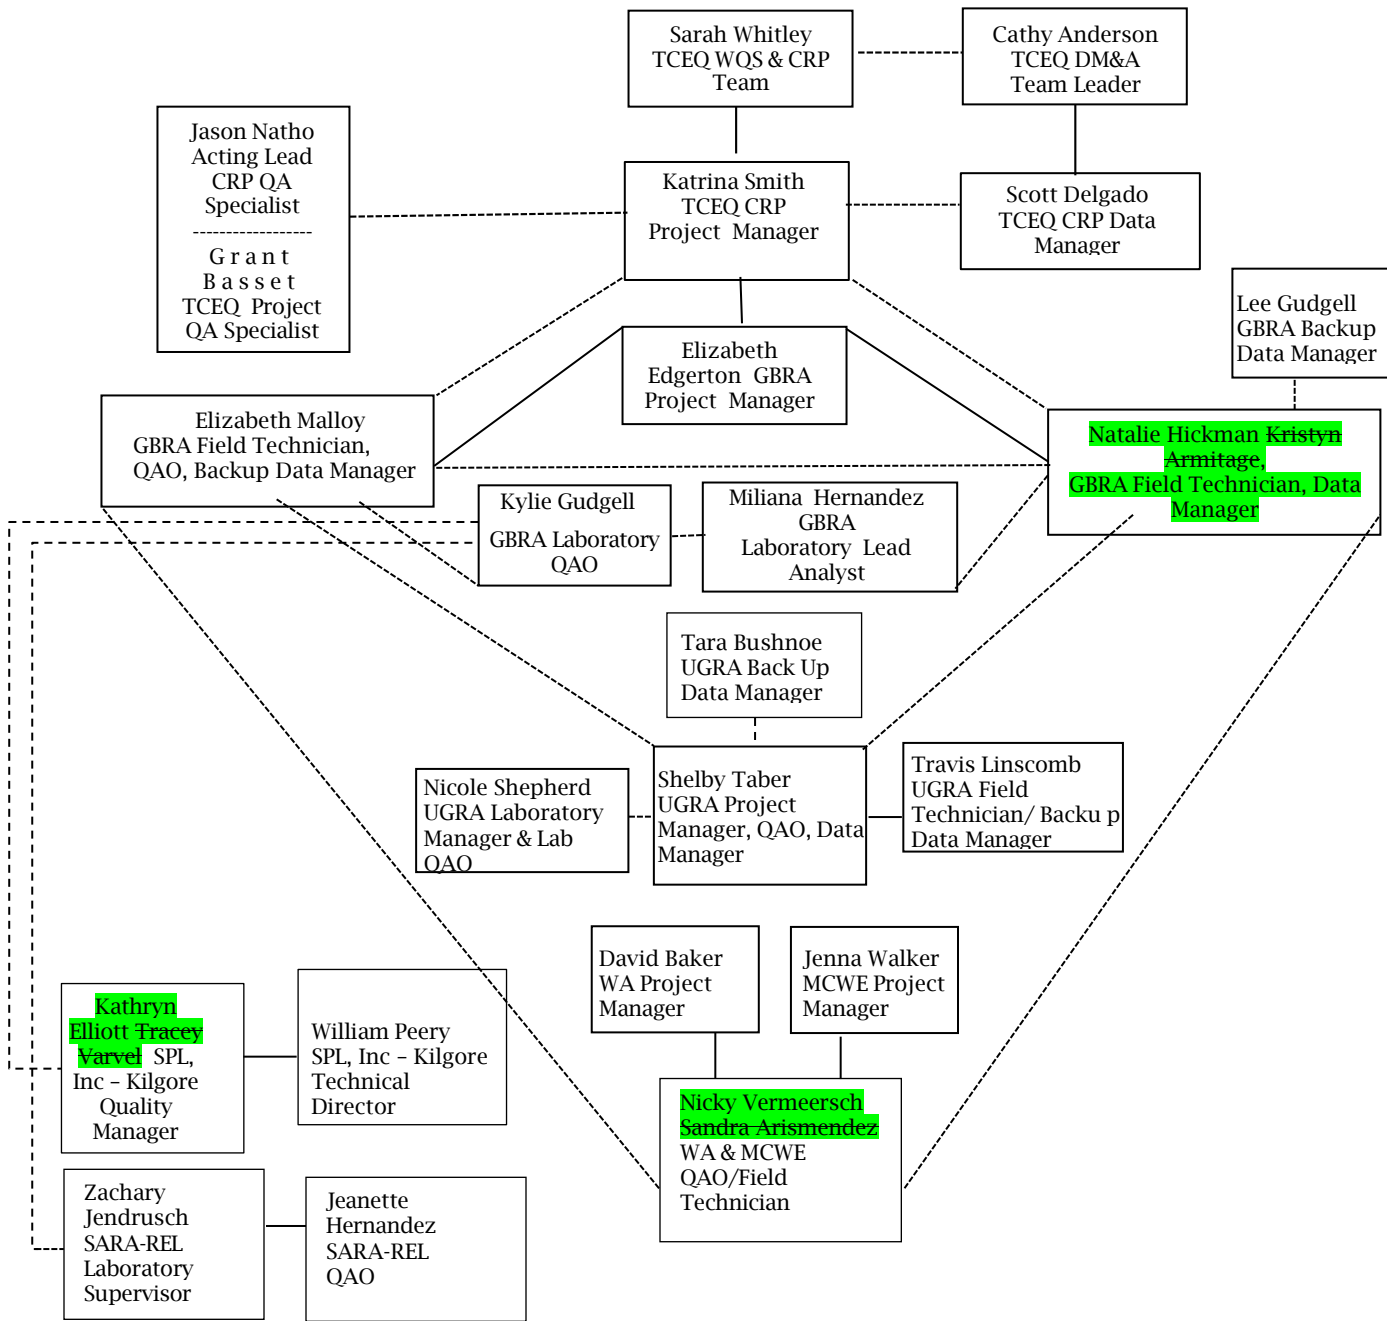 Sarah Whitley
TCEQ WQS & CRP
Team
Cathy Anderson
TCEQ DM&A
Team Leader
Jason Natho
Acting Lead
CRP QA
Specialist
------------------
G r a n t
B a s s e t
TCEQ Project
QA Specialist
Katrina Smith
TCEQ CRP
Project Manager
Scott Delgado
TCEQ CRP Data
Manager
Lee Gudgell
GBRA Backup
Data Manager
Elizabeth
Edgerton GBRA
Project Manager
Elizabeth Malloy
GBRA Field Technician,
QAO, Backup Data Manager
Natalie Hickman Kristyn
Armitage,
GBRA Field Technician, Data
Manager
Kylie Gudgell
GBRA Laboratory
QAO
Miliana Hernandez
GBRA
Laboratory Lead
Analyst
Tara Bushnoe
UGRA Back Up
Data Manager
Nicole Shepherd
UGRA Laboratory
Manager & Lab
QAO
Shelby Taber
UGRA Project
Manager, QAO, Data
Manager
Travis Linscomb
UGRA Field
Technician/ Backu p
Data Manager
David Baker
WA Project
Manager
Jenna Walker
MCWE Project
Manager
Kathryn
Elliott Tracey
Varvel SPL,
Inc – Kilgore
Quality
Manager
William Peery
SPL, Inc – Kilgore
Technical
Director
Nicky Vermeersch
Sandra Arismendez
WA & MCWE
QAO/Field
Technician
Zachary
Jendrusch
SARA-REL
Laboratory
Supervisor
Jeanette
Hernandez
SARA-REL
QAO